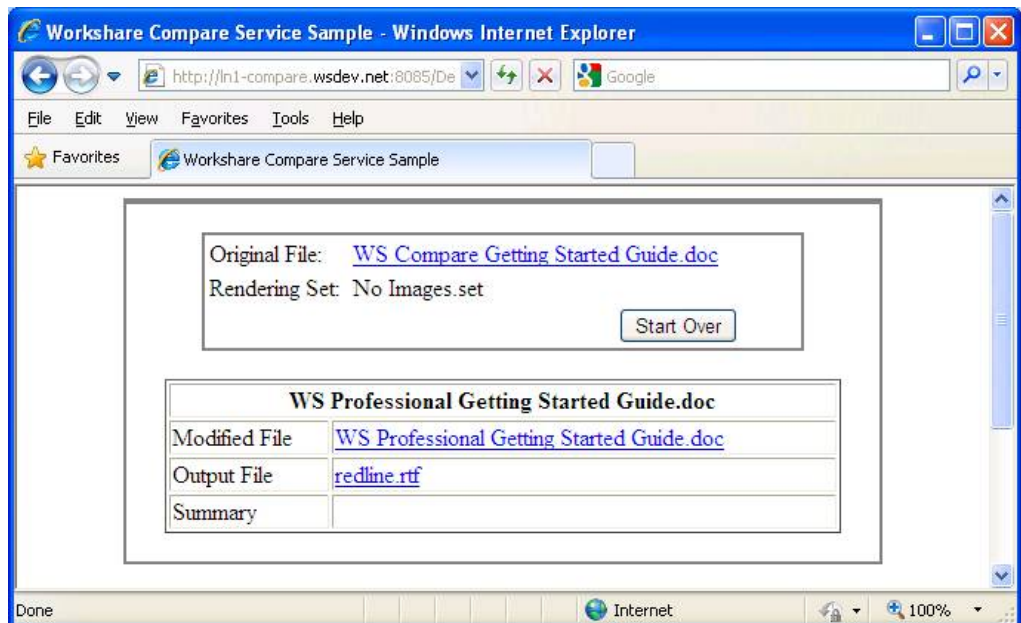 Workshare Compare Service Sample - Windows Internet Explorer
http://ln1-compare.wsdev.net:8085/De
Google
File Edit View Favorites Tools Help
Favorites
Workshare Compare Service Sample
Original File: WS Compare Getting Started Guide.doc
Rendering Set: No Images.set
Start Over
WS Professional Getting Started Guide.doc
Modified File WS Professional Getting Started Guide.doc
Output File redline.rtf
Summary
Done Internet 100%